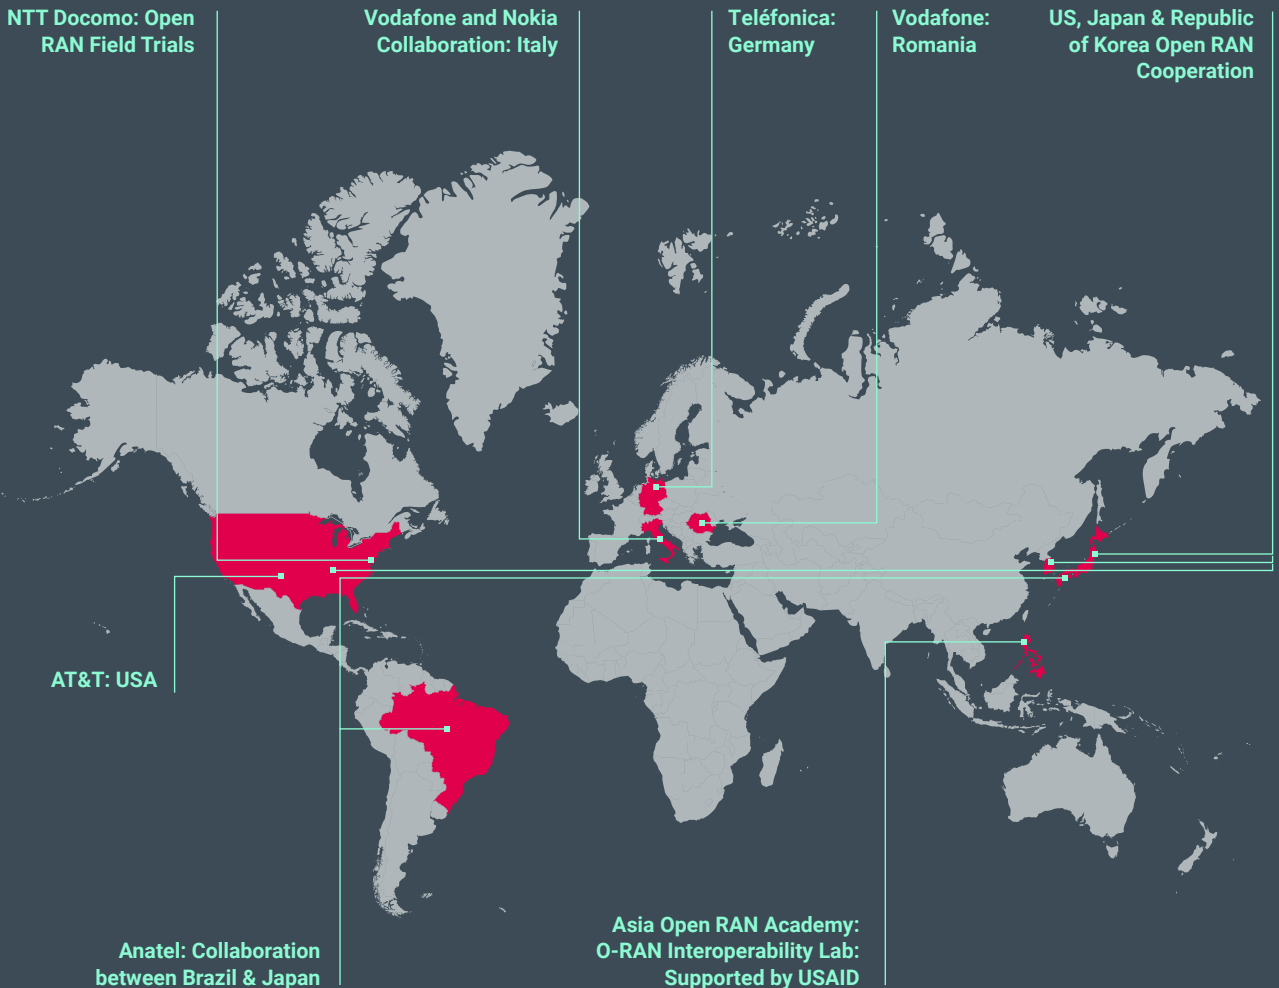 NTT Docomo: Open
RAN Field Trials
Vodafone and Nokia
Collaboration: Italy
Teléfonica:
Germany
Vodafone:
Romania
US, Japan & Republic
of Korea Open RAN
Cooperation
AT&T: USA
Anatel: Collaboration
between Brazil & Japan
Asia Open RAN Academy:
O-RAN Interoperability Lab:
Supported by USAID